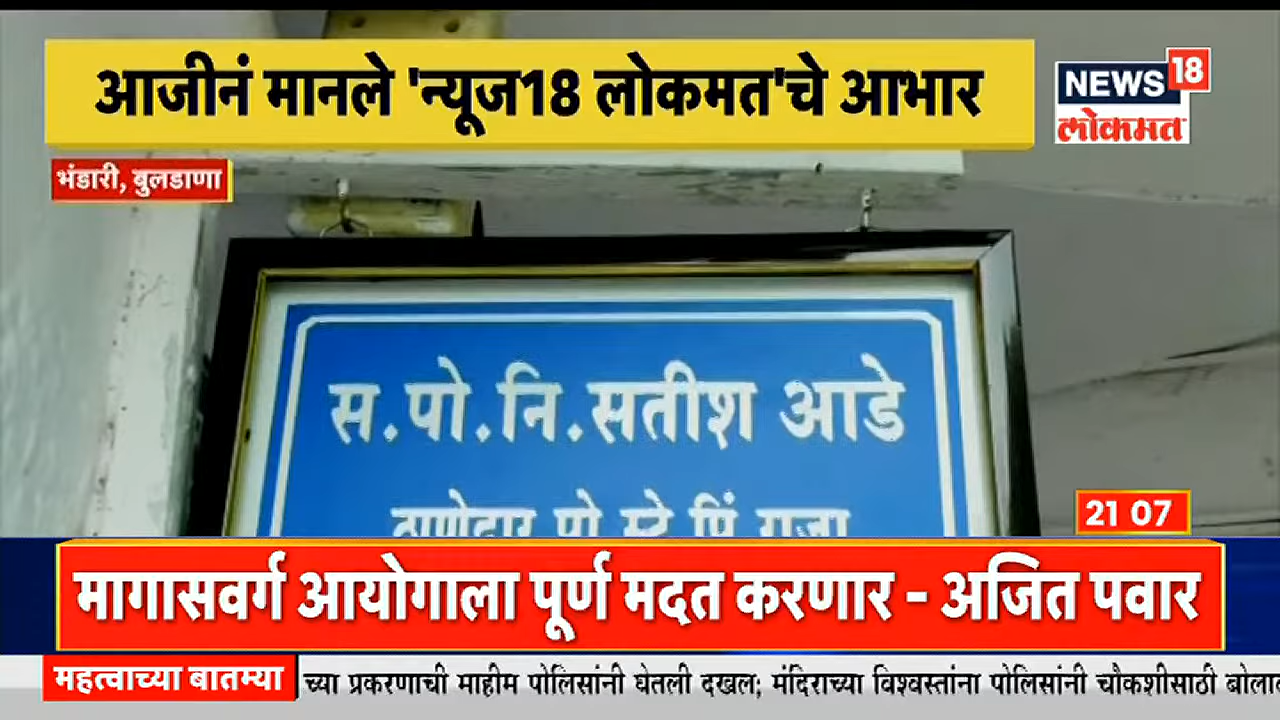 आजीनं मानले 'न्यूज18 लोकमत'चे आभार
NEWS 18
लोकमत
भंडारी, बुलडाणा
स.पो.नि.सतीश आडे
ठाणेदार पो.स्टे.पिं.राजा
21 07
मागासवर्ग आयोगाला पूर्ण मदत करणार - अजित पवार
महत्वाच्या बातम्या
च्या प्रकरणाची माहीम पोलिसांनी घेतली दखल; मंदिराच्या विश्वस्तांना पोलिसांनी चौकशीसाठी